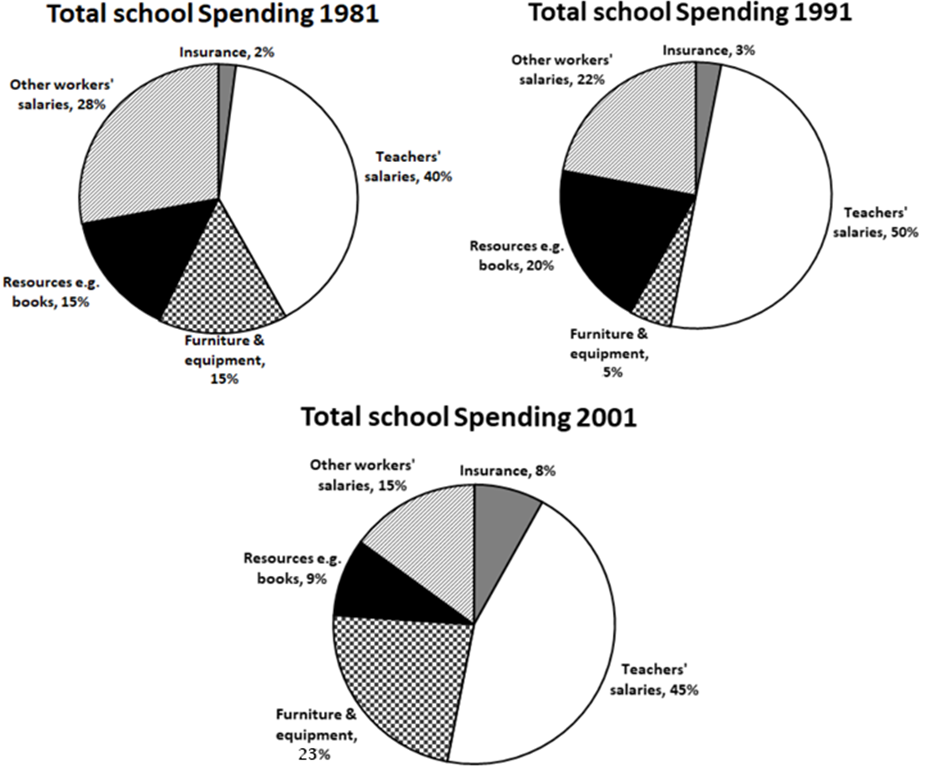 Total school Spending 1981
Insurance, 2%
Other workers'
salaries, 28%
Teachers'
salaries, 40%
Resources e.g.
books, 15%
Furniture &
equipment,
15%
Total school Spending 1991
Insurance, 3%
Other workers'
salaries, 22%
Teachers'
salaries, 50%
Resources e.g.
books, 20%
Furniture &
equipment,
5%
Total school Spending 2001
Other workers'
salaries, 15%
Insurance, 8%
Resources e.g.
books, 9%
Teachers'
salaries, 45%
Furniture &
equipment,
23%